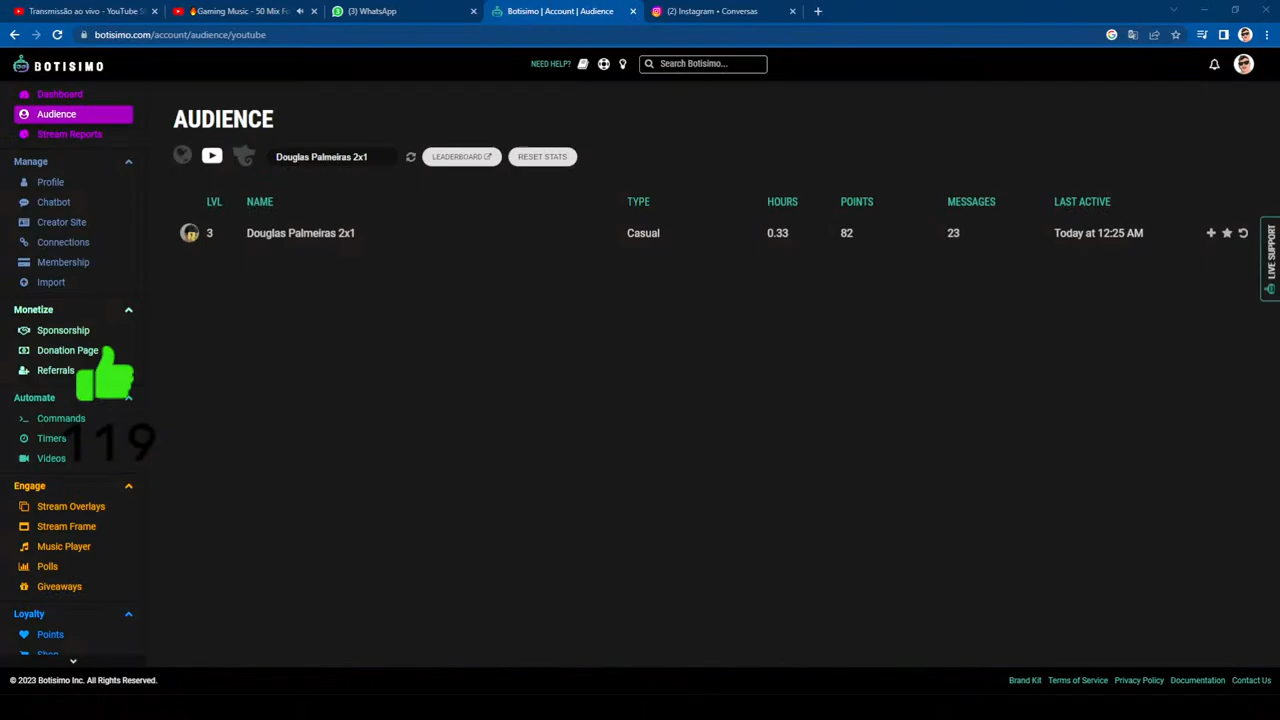 Transmissão ao vivo - YouTube S
🔥Gaming Music - 50 Mix Fo
(3) WhatsApp
Botisimo | Account | Audience
(2) Instagram • Conversas
botisimo.com/account/audience/youtube
BOTISIMO
NEED HELP?
Search Botisimo...
Dashboard
Audience
Stream Reports
Manage
Profile
Chatbot
Creator Site
Connections
Membership
Import
Monetize
Sponsorship
Donation Page
Referrals
Automate
Commands
Timers
119
Videos
Engage
Stream Overlays
Stream Frame
Music Player
Polls
Giveaways
Loyalty
Points
Shop
AUDIENCE
Douglas Palmeiras 2x1
LEADERBOARD
RESET STATS
LVL NAME TYPE HOURS POINTS MESSAGES LAST ACTIVE
3 Douglas Palmeiras 2x1 Casual 0.33 82 23 Today at 12:25 AM
LIVE SUPPORT
© 2023 Botisimo Inc. All Rights Reserved.
Brand Kit Terms of Service Privacy Policy Documentation Contact Us